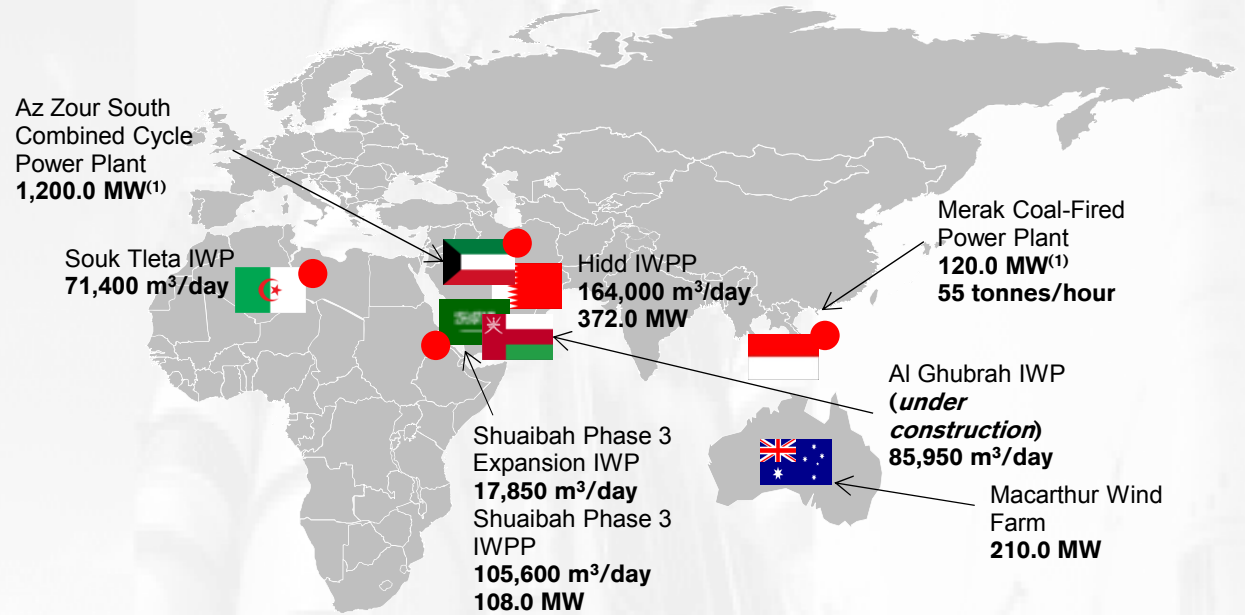 Az Zour South
Combined Cycle
Power Plant
1,200.0 MW⁽¹⁾
Souk Tleta IWP
71,400 m³/day
Hidd IWPP
164,000 m³/day
372.0 MW
Merak Coal-Fired
Power Plant
120.0 MW⁽¹⁾
55 tonnes/hour
Al Ghubrah IWP
(under
construction)
85,950 m³/day
Shuaibah Phase 3
Expansion IWP
17,850 m³/day
Shuaibah Phase 3
IWPP
105,600 m³/day
108.0 MW
Macarthur Wind
Farm
210.0 MW